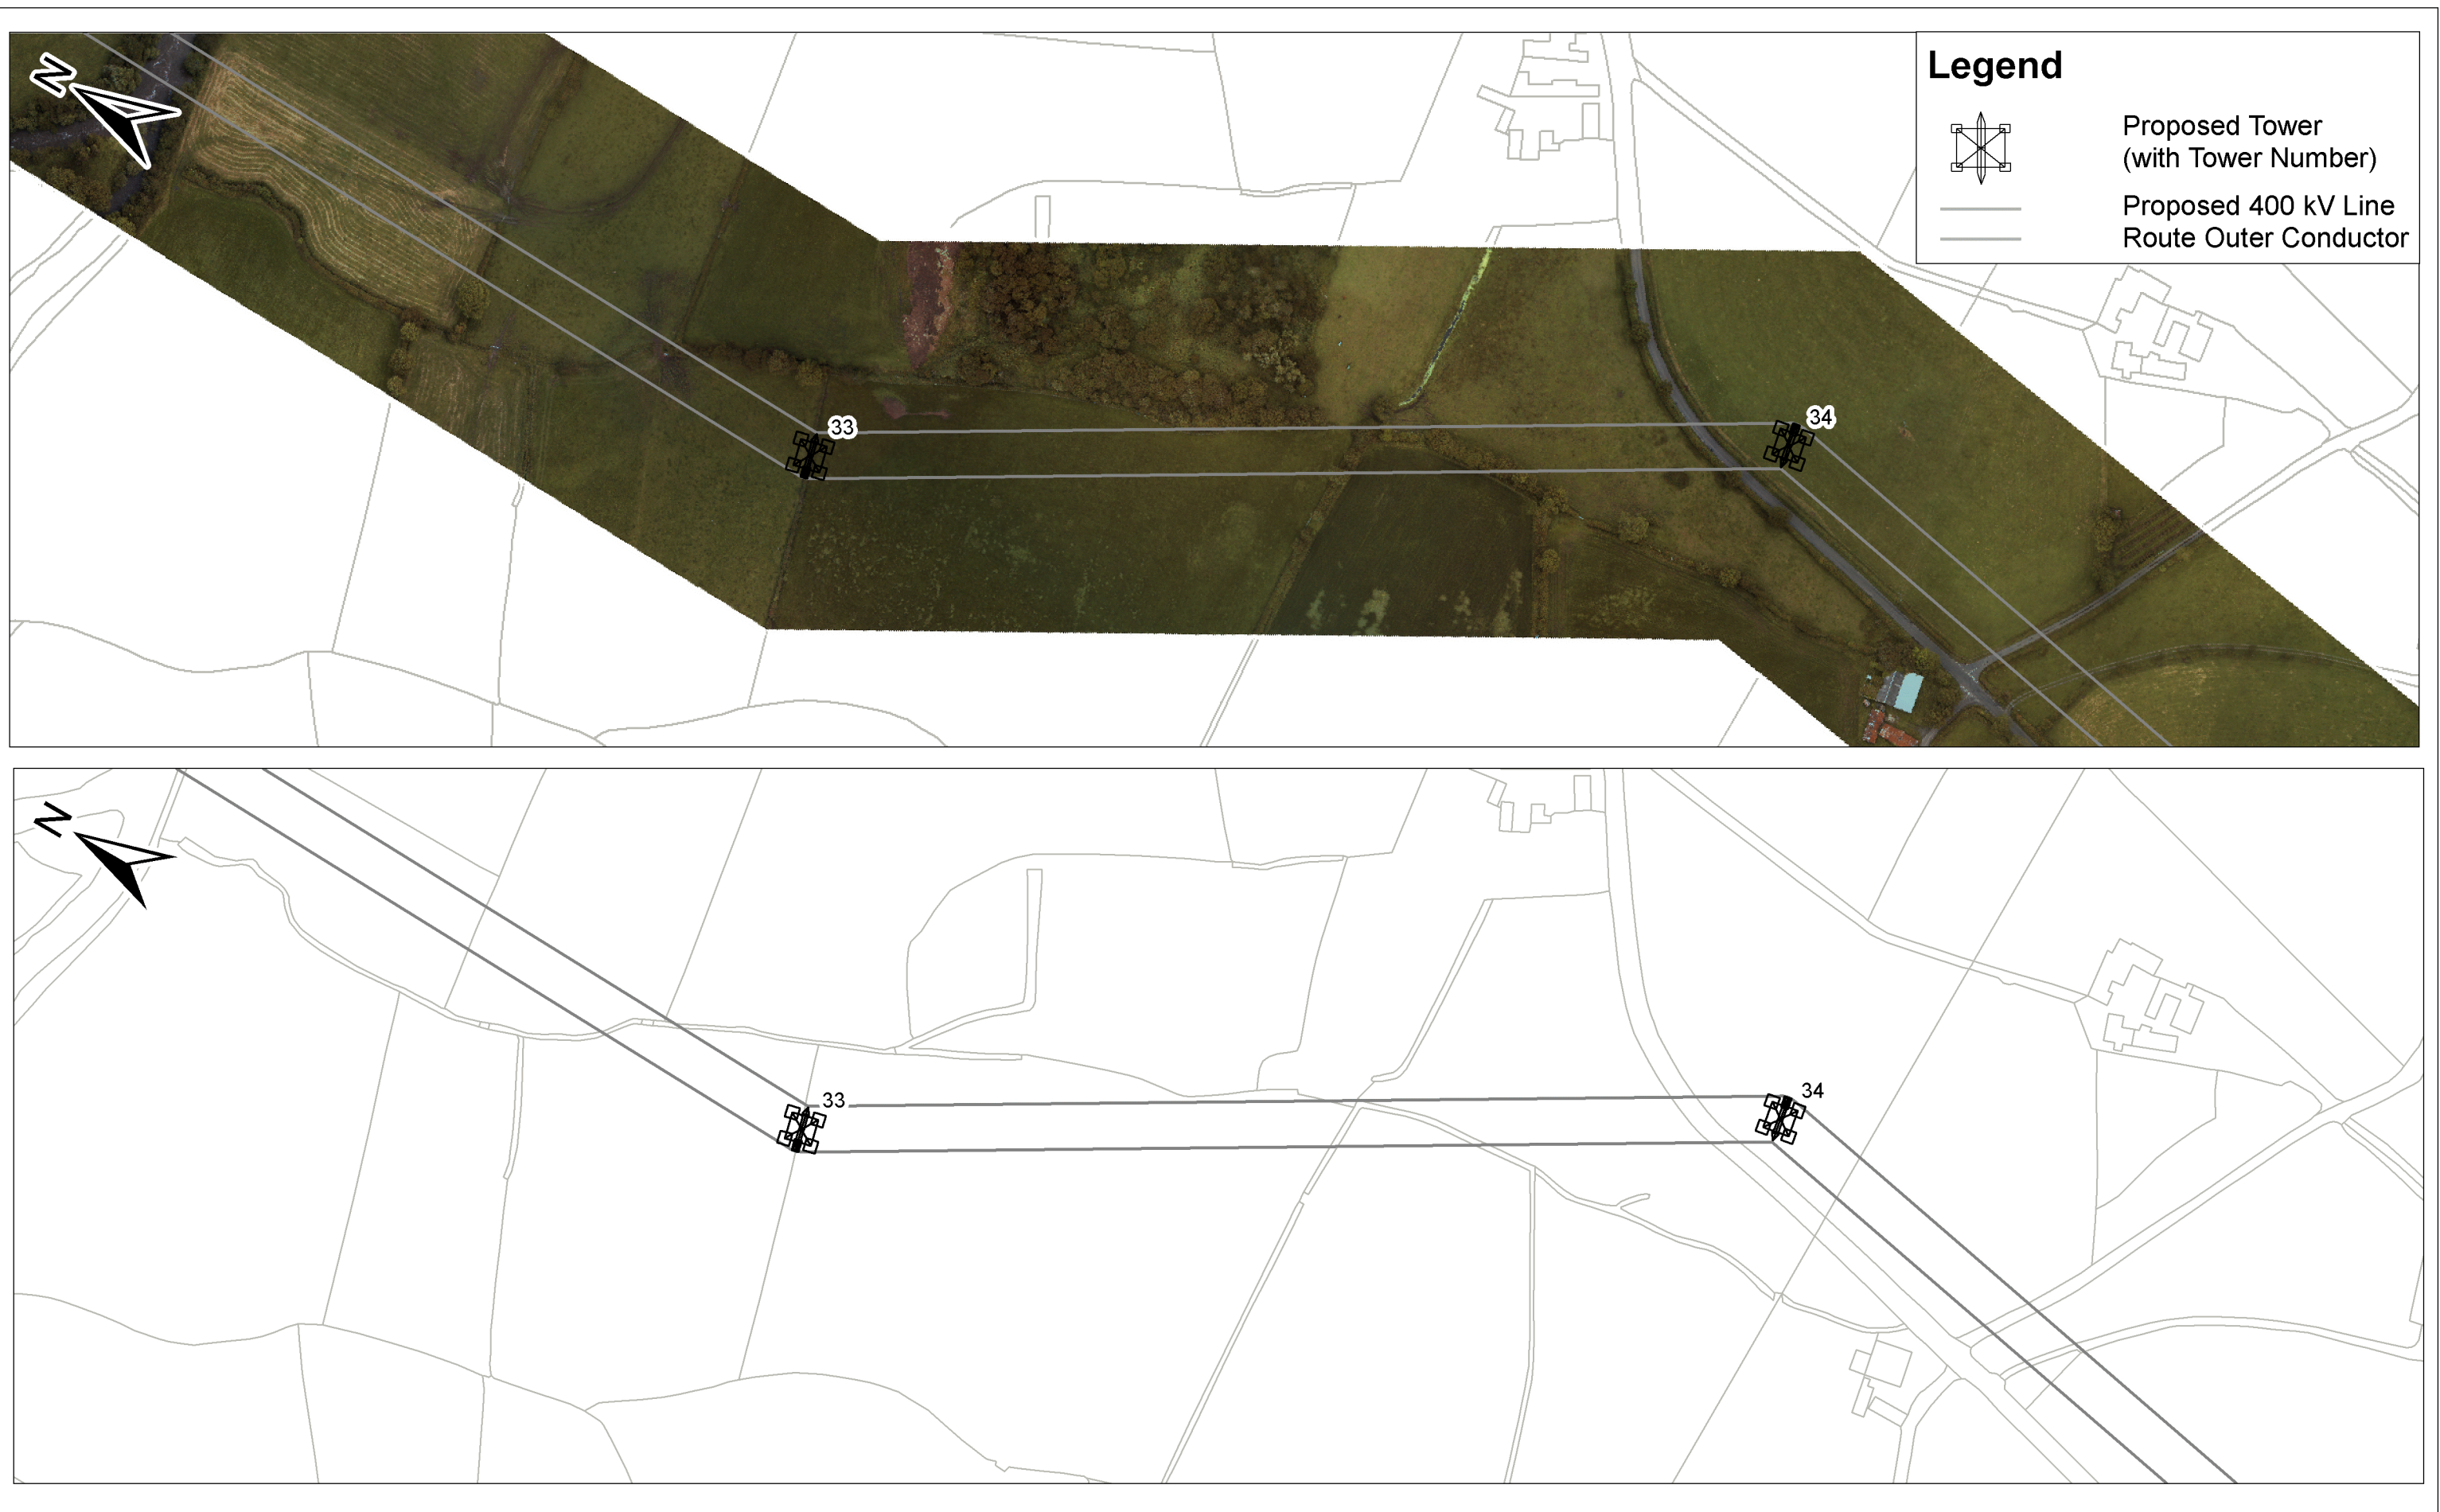 N
Legend
Proposed Tower
(with Tower Number)
Proposed 400 kV Line
Route Outer Conductor
33
34
N
33
34